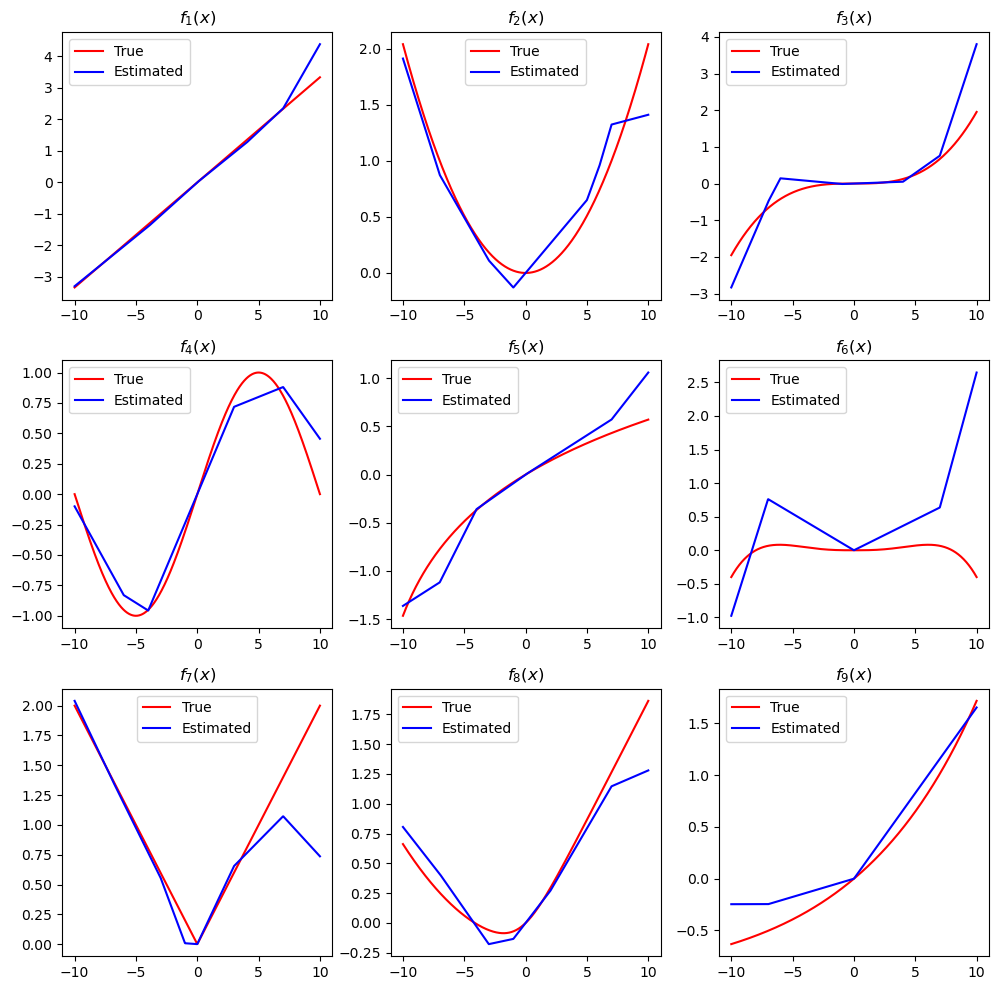 f₁(x)
True
Estimated
4
3
2
1
0
−1
−2
−3
−10 −5 0 5 10
f₂(x)
True
Estimated
2.0
1.5
1.0
0.5
0.0
−10 −5 0 5 10
f₃(x)
True
Estimated
4
3
2
1
0
−1
−2
−3
−10 −5 0 5 10
f₄(x)
True
Estimated
1.00
0.75
0.50
0.25
0.00
−0.25
−0.50
−0.75
−1.00
−10 −5 0 5 10
f₅(x)
True
Estimated
1.0
0.5
0.0
−0.5
−1.0
−1.5
−10 −5 0 5 10
f₆(x)
True
Estimated
2.5
2.0
1.5
1.0
0.5
0.0
−0.5
−1.0
−10 −5 0 5 10
f₇(x)
True
Estimated
2.00
1.75
1.50
1.25
1.00
0.75
0.50
0.25
0.00
−10 −5 0 5 10
f₈(x)
True
Estimated
1.75
1.50
1.25
1.00
0.75
0.50
0.25
0.00
−0.25
−10 −5 0 5 10
f₉(x)
True
Estimated
1.5
1.0
0.5
0.0
−0.5
−10 −5 0 5 10